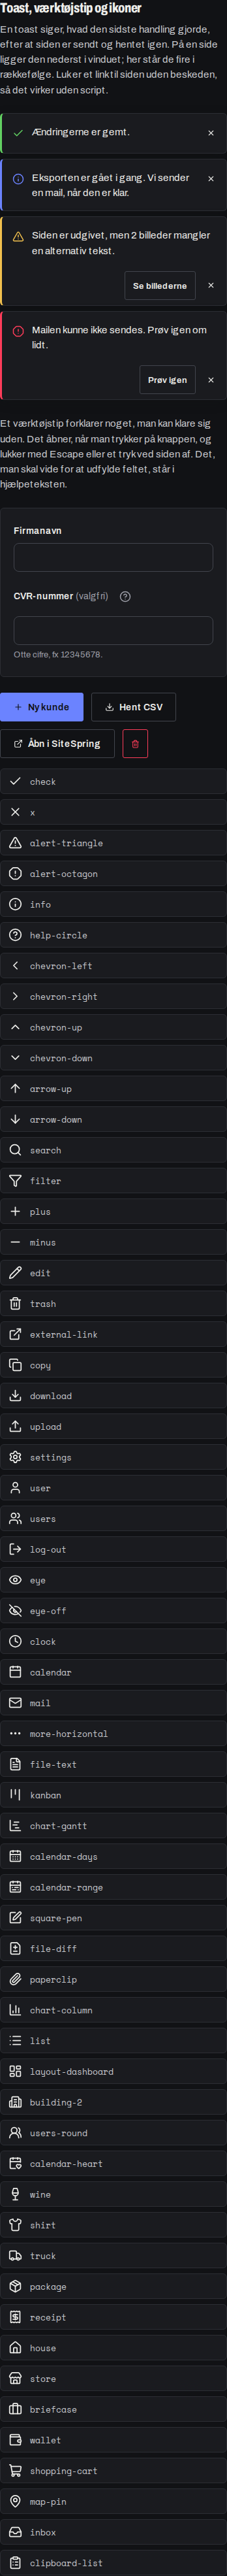 Toast, værktøjstip og ikoner
En toast siger, hvad den sidste handling gjorde,
efter at siden er sendt og hentet igen. På en side
ligger den nederst i vinduet; her står de fire i
rækkefølge. Luk er et link til siden uden beskeden,
så det virker uden script.
Ændringerne er gemt.
Eksporten er gået i gang. Vi sender
en mail, når den er klar.
Siden er udgivet, men 2 billeder mangler
en alternativ tekst.
Se billederne
Mailen kunne ikke sendes. Prøv igen om
lidt.
Prøv igen
Et værktøjstip forklarer noget, man kan klare sig
uden. Det åbner, når man trykker på knappen, og
lukker med Escape eller et tryk ved siden af. Det,
man skal vide for at udfylde feltet, står i
hjælpeteksten.
Firmanavn
CVR-nummer (valgfri)
Otte cifre, fx 12345678.
Ny kunde
Hent CSV
Åbn i SiteSpring
check
x
alert-triangle
alert-octagon
info
help-circle
chevron-left
chevron-right
chevron-up
chevron-down
arrow-up
arrow-down
search
filter
plus
minus
edit
trash
external-link
copy
download
upload
settings
user
users
log-out
eye
eye-off
clock
calendar
mail
more-horizontal
file-text
kanban
chart-gantt
calendar-days
calendar-range
square-pen
file-diff
paperclip
chart-column
list
layout-dashboard
building-2
users-round
calendar-heart
wine
shirt
truck
package
receipt
house
store
briefcase
wallet
shopping-cart
map-pin
inbox
clipboard-list